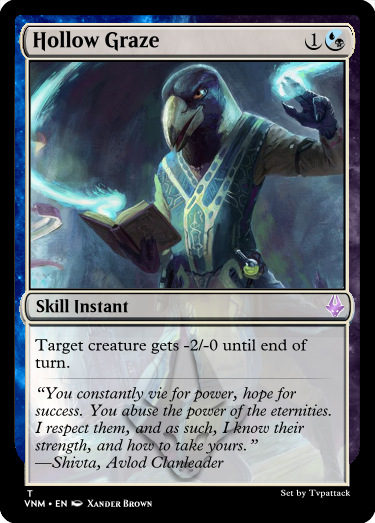 Hollow Graze 1
Skill Instant
Target creature gets -2/-0 until end of
turn.
“You constantly vie for power, hope for
success. You abuse the power of the eternities.
I respect them, and as such, I know their
strength, and how to take yours.”
—Shivta, Avlod Clanleader
T
VNM • EN Xander Brown
Set by Tvpattack